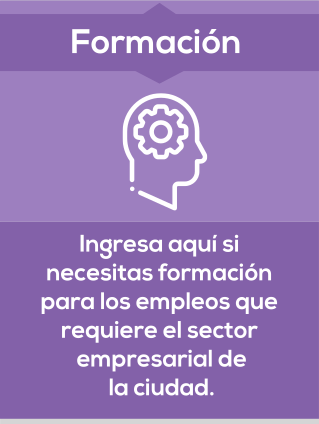 Formación
Ingresa aquí si
necesitas formación
para los empleos que
requiere el sector
empresarial de
la ciudad.